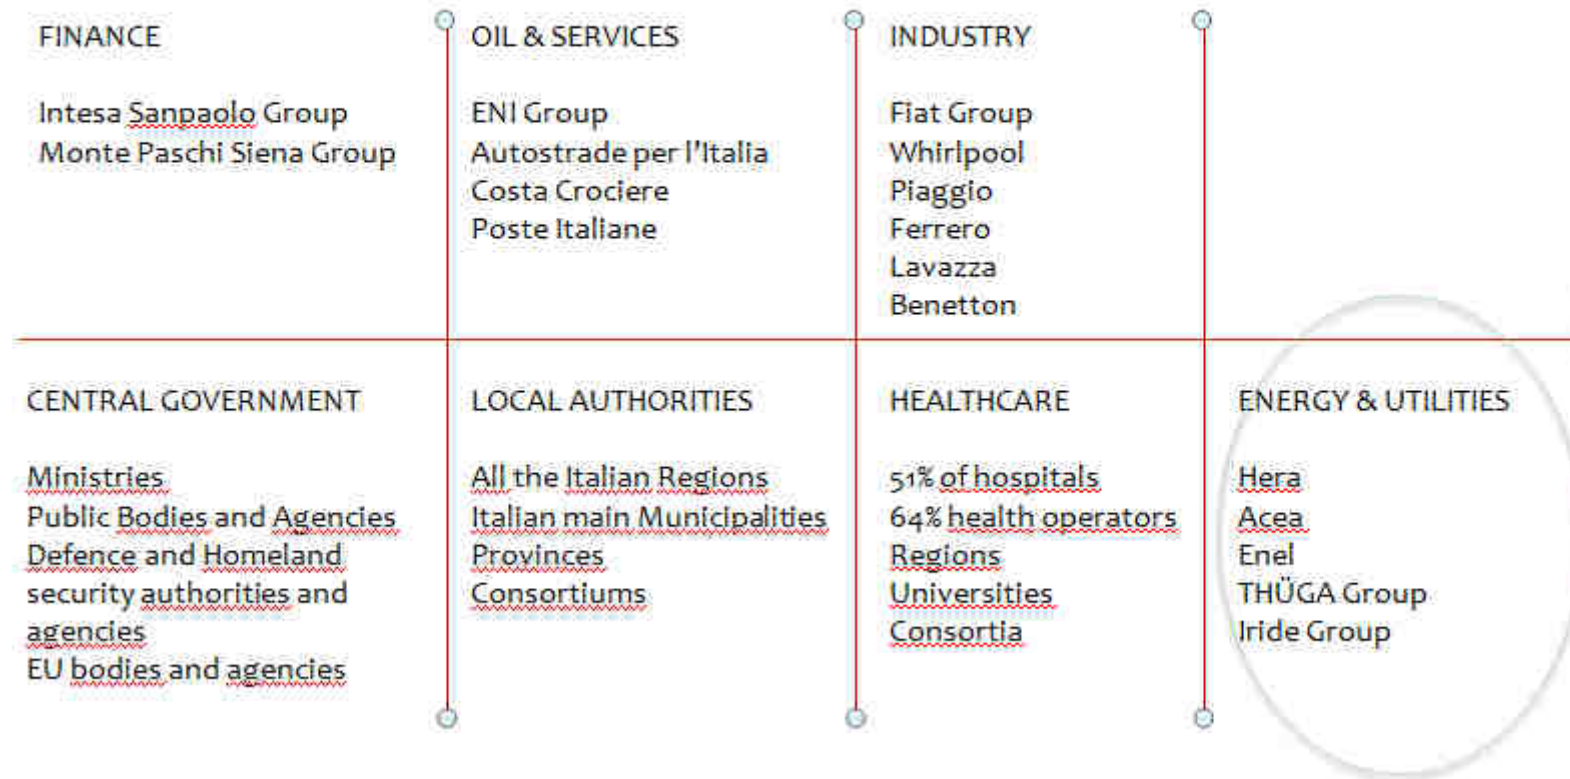 FINANCE
Intesa Sanpaolo Group
Monte Paschi Siena Group
OIL & SERVICES
ENI Group
Autostrade per l'Italia
Costa Crociere
Poste Italiane
INDUSTRY
Fiat Group
Whirlpool
Piaggio
Ferrero
Lavazza
Benetton
CENTRAL GOVERNMENT
Ministries
Public Bodies and Agencies
Defence and Homeland
security authorities and
agencies
EU bodies and agencies
LOCAL AUTHORITIES
All the Italian Regions
Italian main Municipalities
Provinces
Consortiums
HEALTHCARE
51% of hospitals
64% health operators
Regions
Universities
Consortia
ENERGY & UTILITIES
Hera
Acea
Enel
THÜGA Group
Iride Group